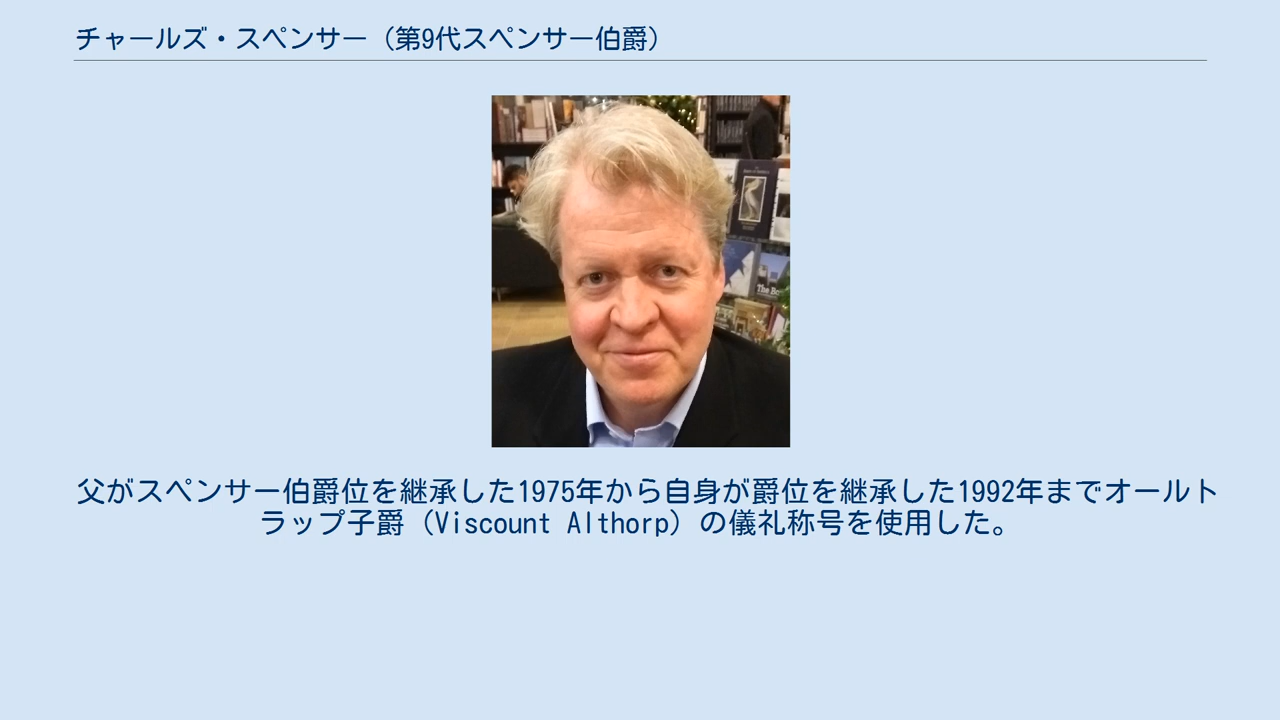 チャールズ・スペンサー（第9代スペンサー伯爵）
父がスペンサー伯爵位を継承した1975年から自身が爵位を継承した1992年までオールト
ラップ子爵（Viscount Althorp）の儀礼称号を使用した。